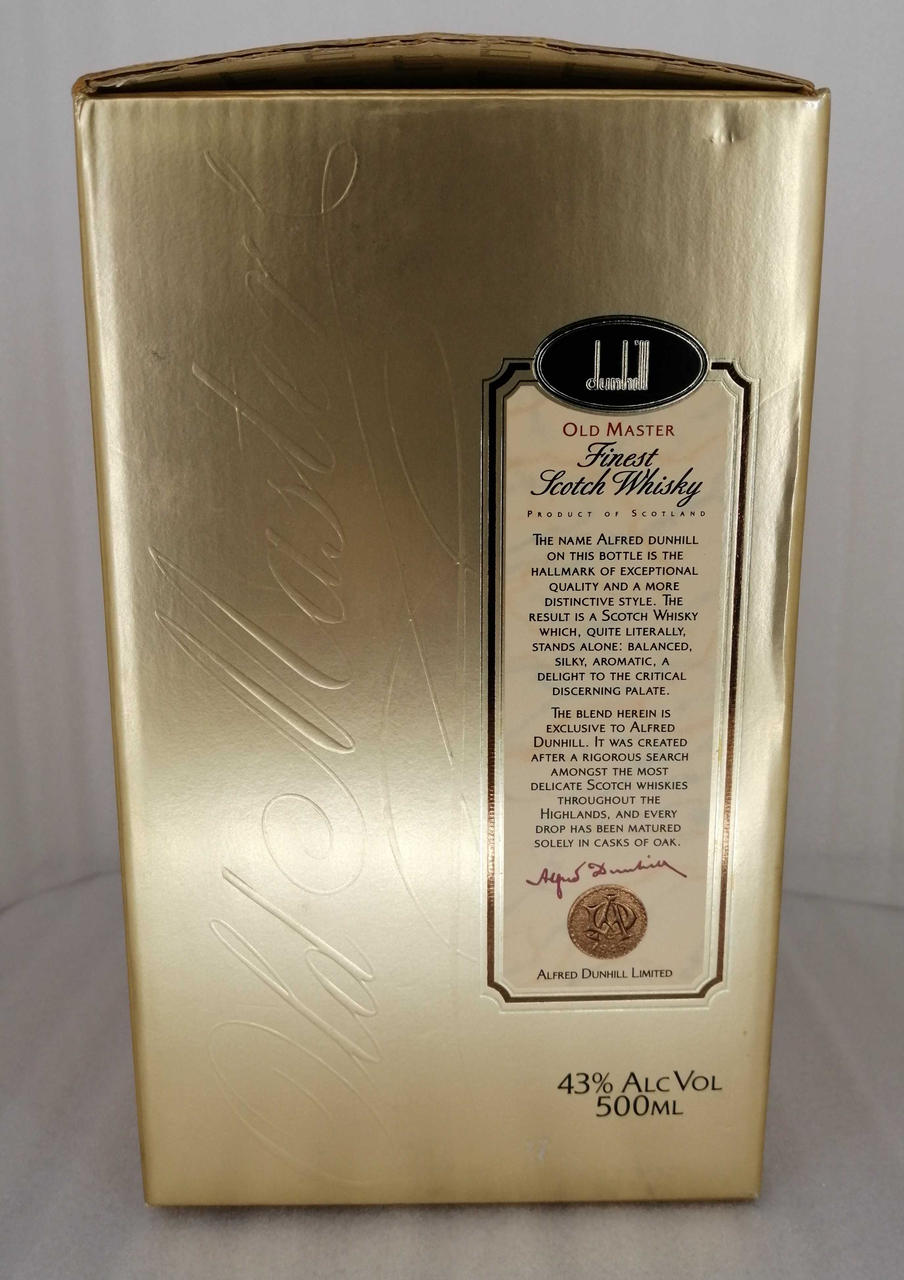 Old Master
dunhill
OLD MASTER
Finest
Scotch Whisky
PRODUCT OF SCOTLAND
THE NAME ALFRED DUNHILL
ON THIS BOTTLE IS THE
HALLMARK OF EXCEPTIONAL
QUALITY AND A MORE
DISTINCTIVE STYLE. THE
RESULT IS A SCOTCH WHISKY
WHICH, QUITE LITERALLY,
STANDS ALONE: BALANCED,
SILKY, AROMATIC, A
DELIGHT TO THE CRITICAL
DISCERNING PALATE.
THE BLEND HEREIN IS
EXCLUSIVE TO ALFRED
DUNHILL. IT WAS CREATED
AFTER A RIGOROUS SEARCH
AMONGST THE MOST
DELICATE SCOTCH WHISKIES
THROUGHOUT THE
HIGHLANDS, AND EVERY
DROP HAS BEEN MATURED
SOLELY IN CASKS OF OAK.
Alfred Dunhill
ALFRED DUNHILL LIMITED
43% ALC VOL
500ML